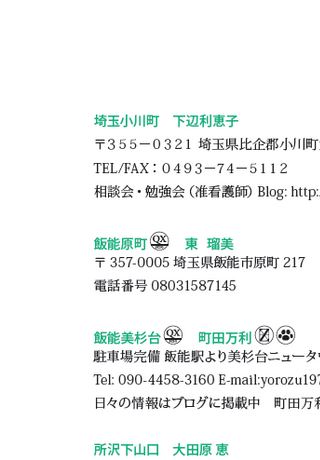 埼玉小川町　下辺利恵子
〒３５５－０３２１ 埼玉県比企郡小川町
TEL/FAX：０４９３－７４－５１１２
相談会・勉強会（准看護師）Blog: http:
飯能原町 QX 東　瑠美
〒 357-0005 埼玉県飯能市原町 217
電話番号 08031587145
飯能美杉台 QX 町田万利
駐車場完備 飯能駅より美杉台ニュータウ
Tel: 090-4458-3160 E-mail:yorozu197
日々の情報はブログに掲載中　町田万利
所沢下山口　大田原 恵